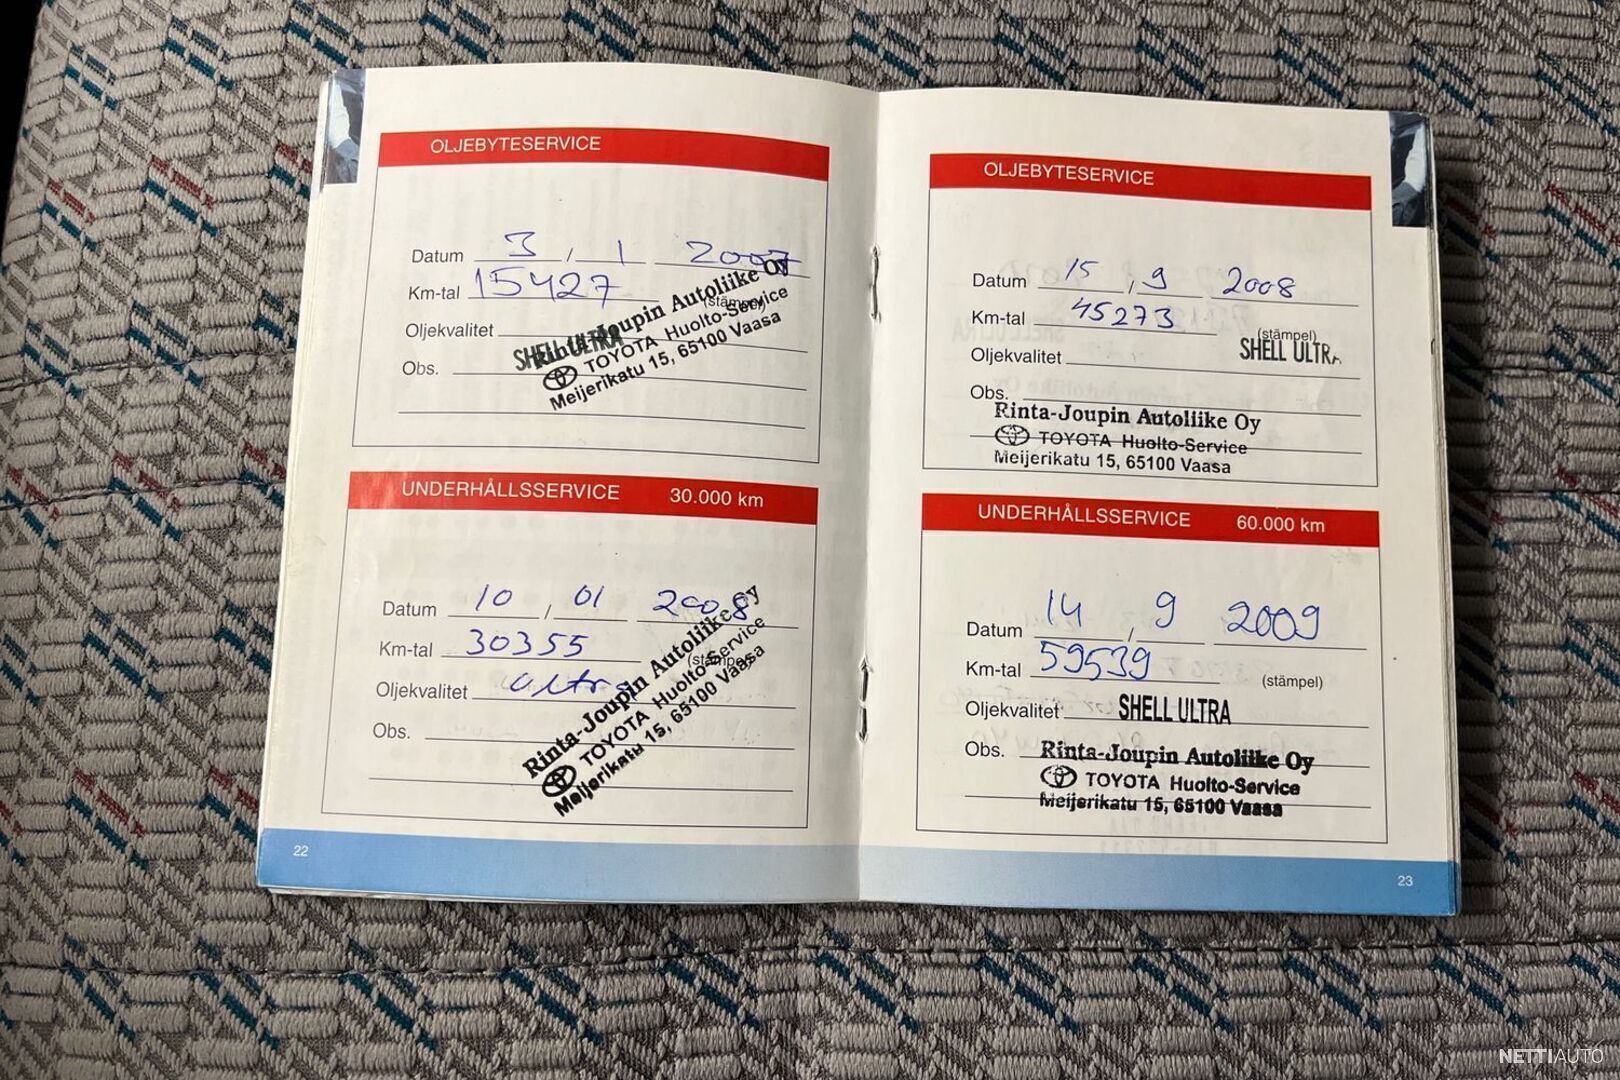 OLJEBYTESERVICE
Datum 3 / 1 2007
Km-tal 15427
(stämpel)
Oljekvalitet SHELL ULTRA
Obs.
Rinta-Joupin Autoliike Oy
TOYOTA Huolto-Service
Meijerikatu 15, 65100 Vaasa
UNDERHÅLLSSERVICE 30.000 km
Datum 10 / 01 2008
Km-tal 30355
(stämpel)
Oljekvalitet ultra
Obs.
Rinta-Joupin Autoliike Oy
TOYOTA Huolto-Service
Meijerikatu 15, 65100 Vaasa
22
OLJEBYTESERVICE
Datum 15 / 9 2008
Km-tal 45273
(stämpel)
SHELL ULTRA
Oljekvalitet
Obs.
Rinta-Joupin Autoliike Oy
TOYOTA Huolto-Service
Meijerikatu 15, 65100 Vaasa
UNDERHÅLLSSERVICE 60.000 km
Datum 14 / 9 2009
Km-tal 59539
(stämpel)
Oljekvalitet SHELL ULTRA
Obs.
Rinta-Joupin Autoliike Oy
TOYOTA Huolto-Service
Meijerikatu 15, 65100 Vaasa
23
NETTIAUTO